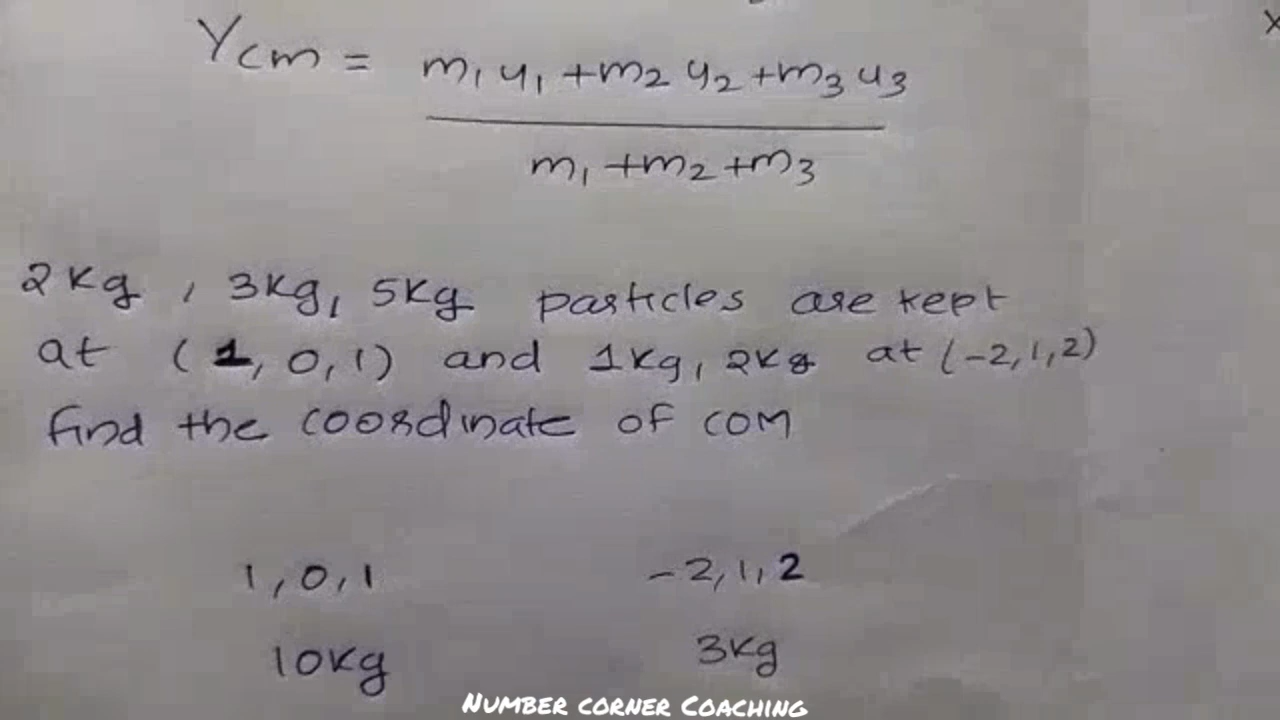 Ycm = m1 y1 + m2 y2 + m3 y3
m1 + m2 + m3
2kg, 3kg, 5kg particles are kept
at (1, 0, 1) and 1kg, 2kg at (-2, 1, 2)
find the coordinate of COM
1, 0, 1 -2, 1, 2
10kg 3kg
NUMBER CORNER COACHING